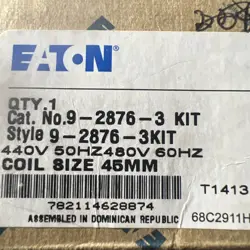 EATON
QTY.1
Cat. No.9-2876-3 KIT
Style 9-2876-3KIT
440V 50HZ480V 60HZ
COIL SIZE 45MM
T1413
782114628874
ASSEMBLED IN DOMINICAN REPUBLIC
68C2911H